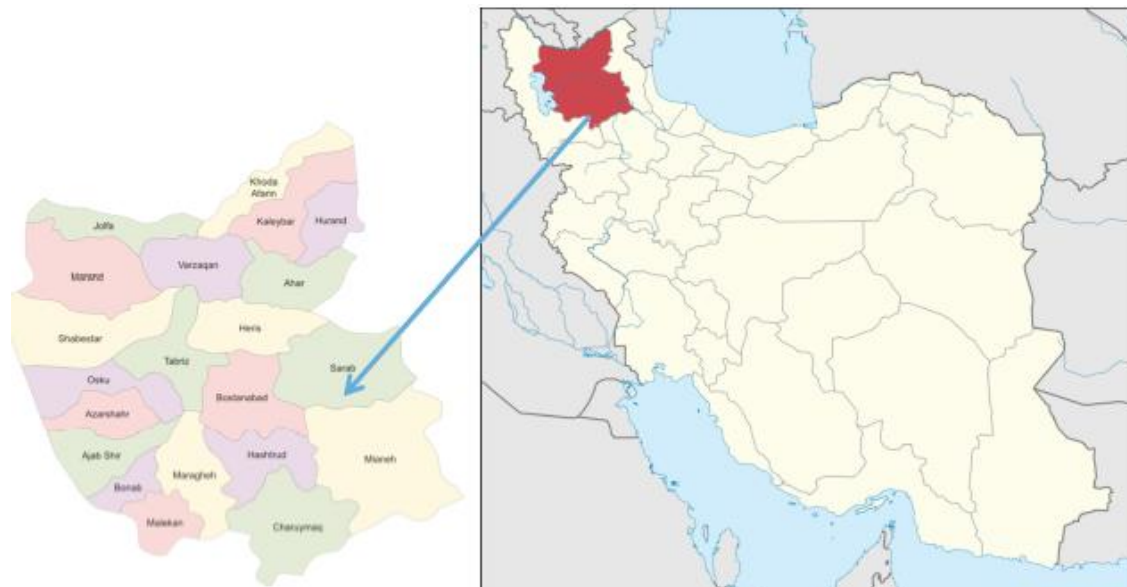 Khoda
Afarin
Kaleybar
Hurand
Jolfa
Marand
Varzaqan
Ahar
Shabestar
Heris
Tabriz
Sarab
Osku
Bostanabad
Azarshahr
Ajab Shir
Maragheh
Hashtrud
Mianeh
Bonab
Malekan
Charuymaq